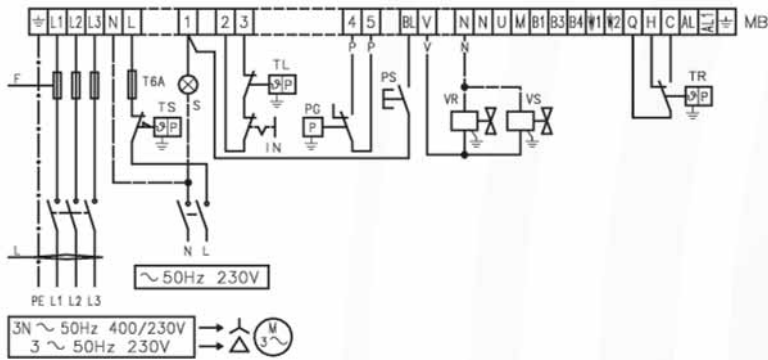 L1 L2 L3 N L 1 2 3 4 5 BL V N N U M B1 B3 B4 W1 W2 Q H C AL AL1 MB
P P V N
F T6A S TL PS
TS ϑ P ϑ P PG P VR VS TR ϑ P
IN
N L
L
~ 50Hz 230V
PE L1 L2 L3
3N ~ 50Hz 400/230V
3 ~ 50Hz 230V
M
3~